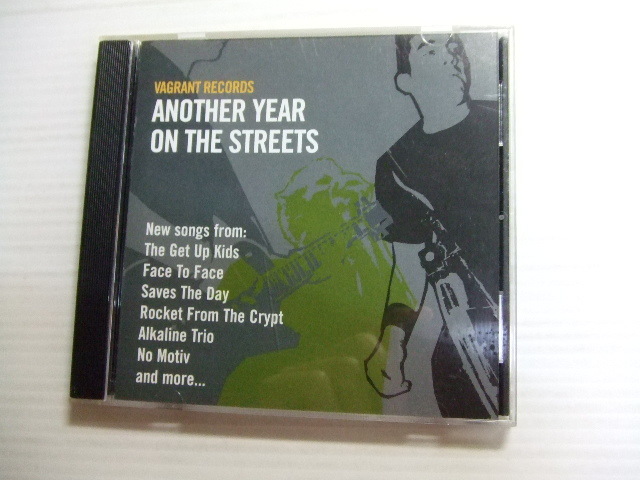 VAGRANT RECORDS
ANOTHER YEAR
ON THE STREETS
New songs from:
The Get Up Kids
Face To Face
Saves The Day
Rocket From The Crypt
Alkaline Trio
No Motiv
and more...